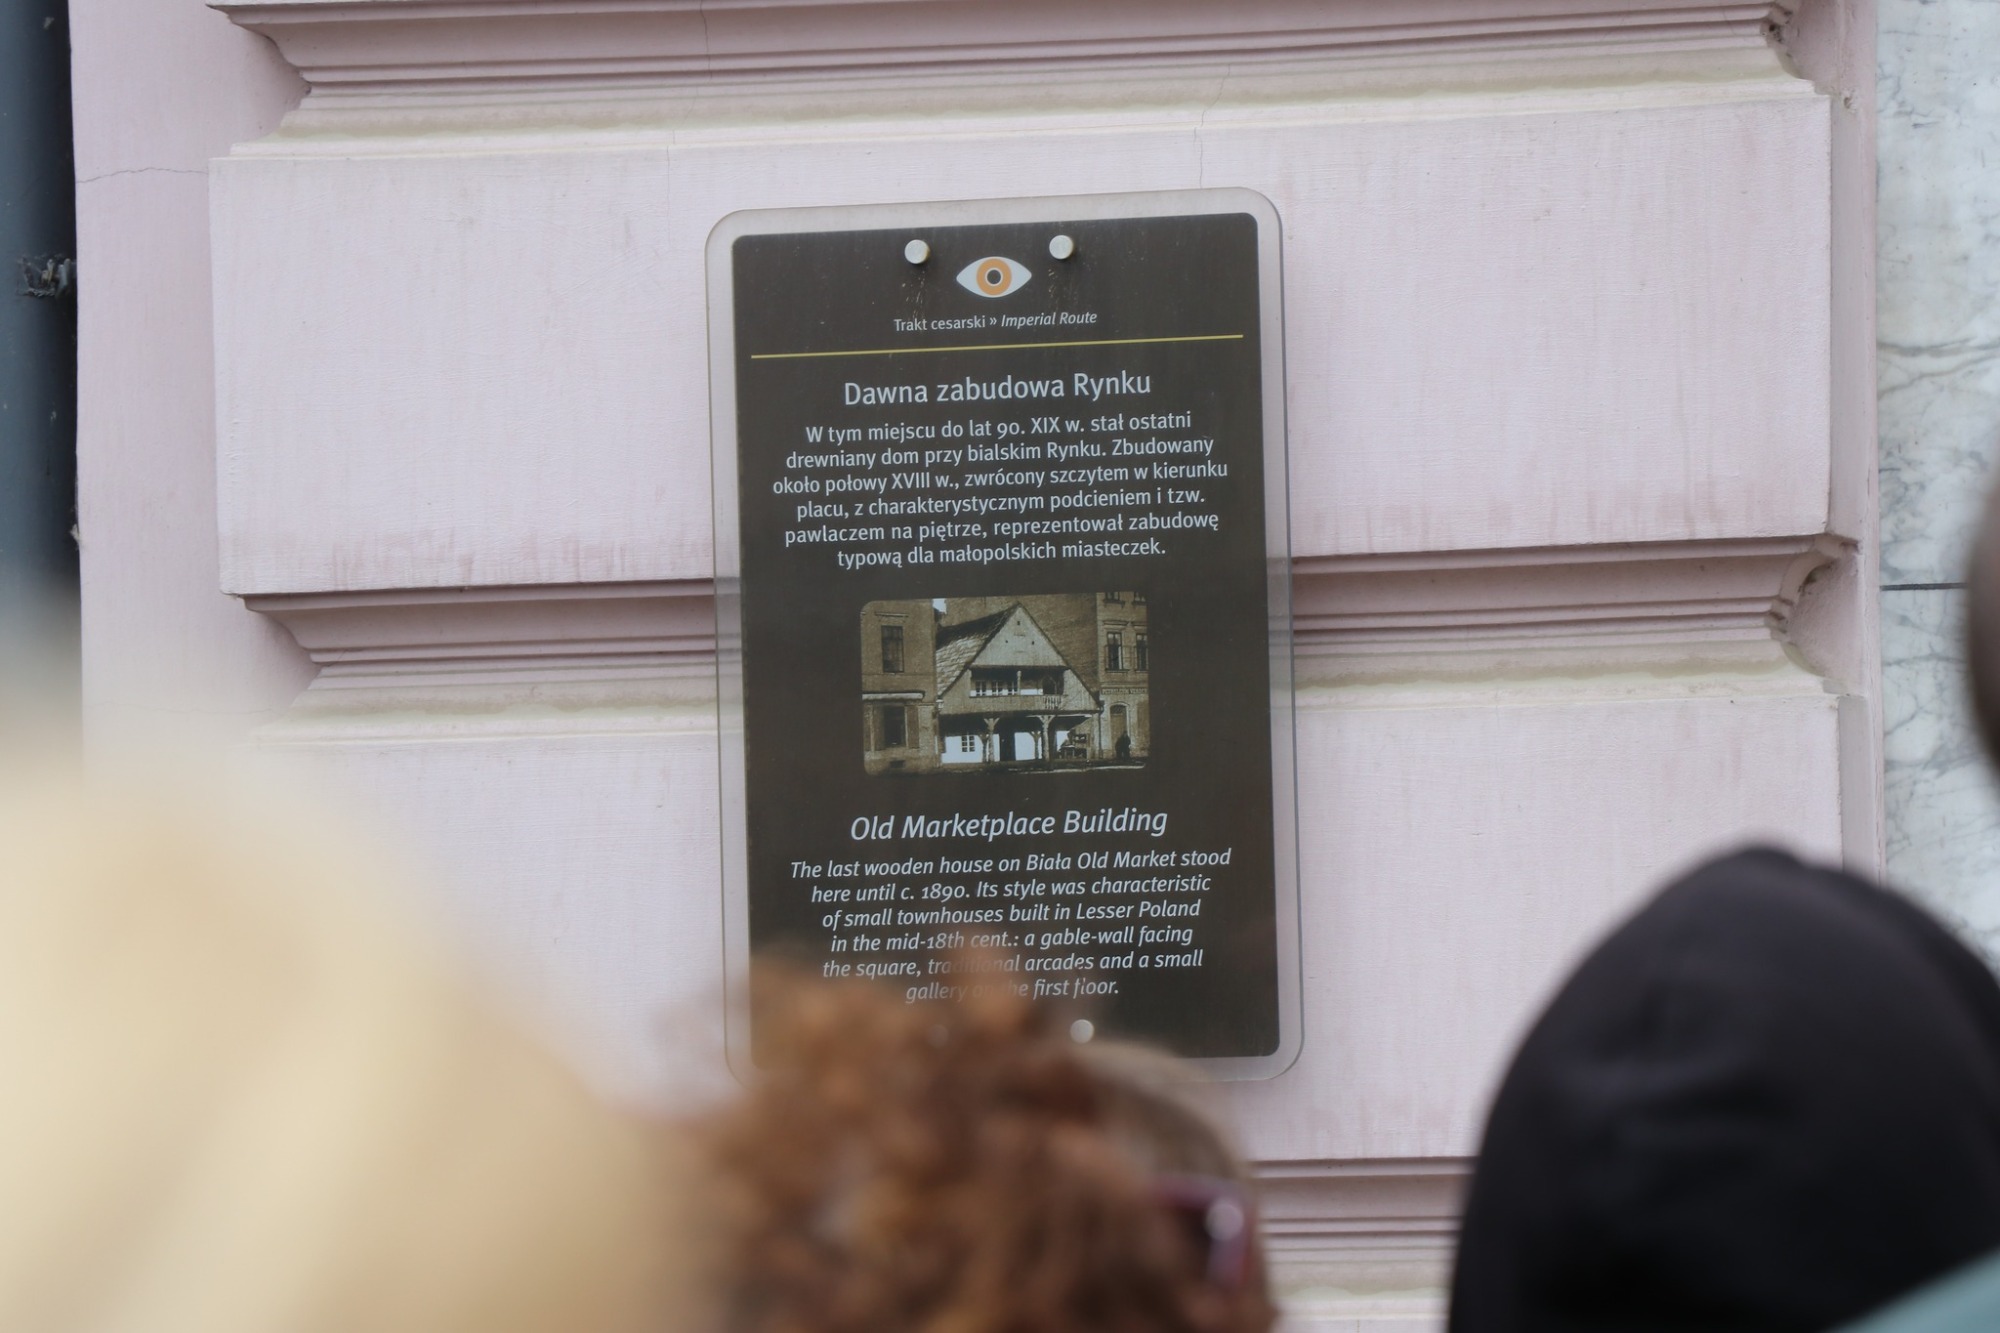 Trakt cesarski » Imperial Route
Dawna zabudowa Rynku
W tym miejscu do lat 90. XIX w. stał ostatni
drewniany dom przy bialskim Rynku. Zbudowany
około połowy XVIII w., zwrócony szczytem w kierunku
placu, z charakterystycznym podcieniem i tzw.
pawlaczem na piętrze, reprezentował zabudowę
typową dla małopolskich miasteczek.
Old Marketplace Building
The last wooden house on Biała Old Market stood
here until c. 1890. Its style was characteristic
of small townhouses built in Lesser Poland
in the mid-18th cent.: a gable-wall facing
the square, traditional arcades and a small
gallery on the first floor.